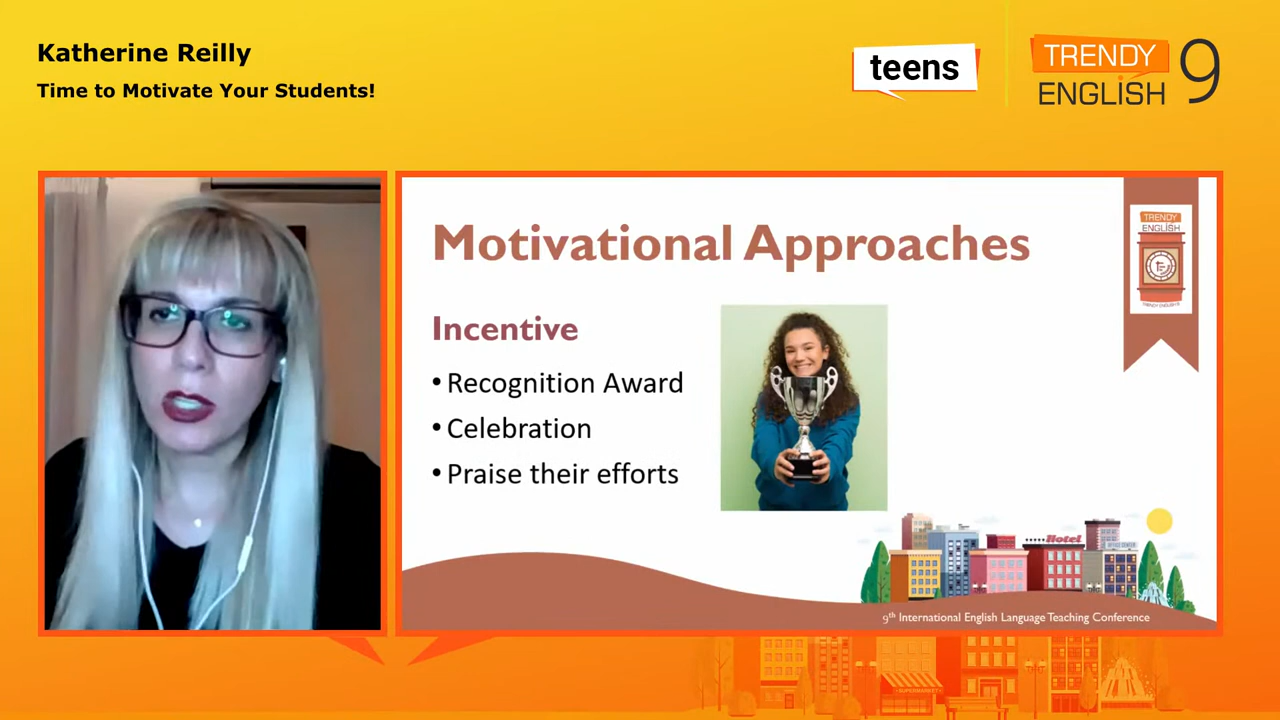 Katherine Reilly
Time to Motivate Your Students!
teens
TRENDY
ENGLISH
9
Motivational Approaches
TRENDY
ENGLISH
Incentive
• Recognition Award
• Celebration
• Praise their efforts
Hotel
9th International English Language Teaching Conference
SUPERMARKET